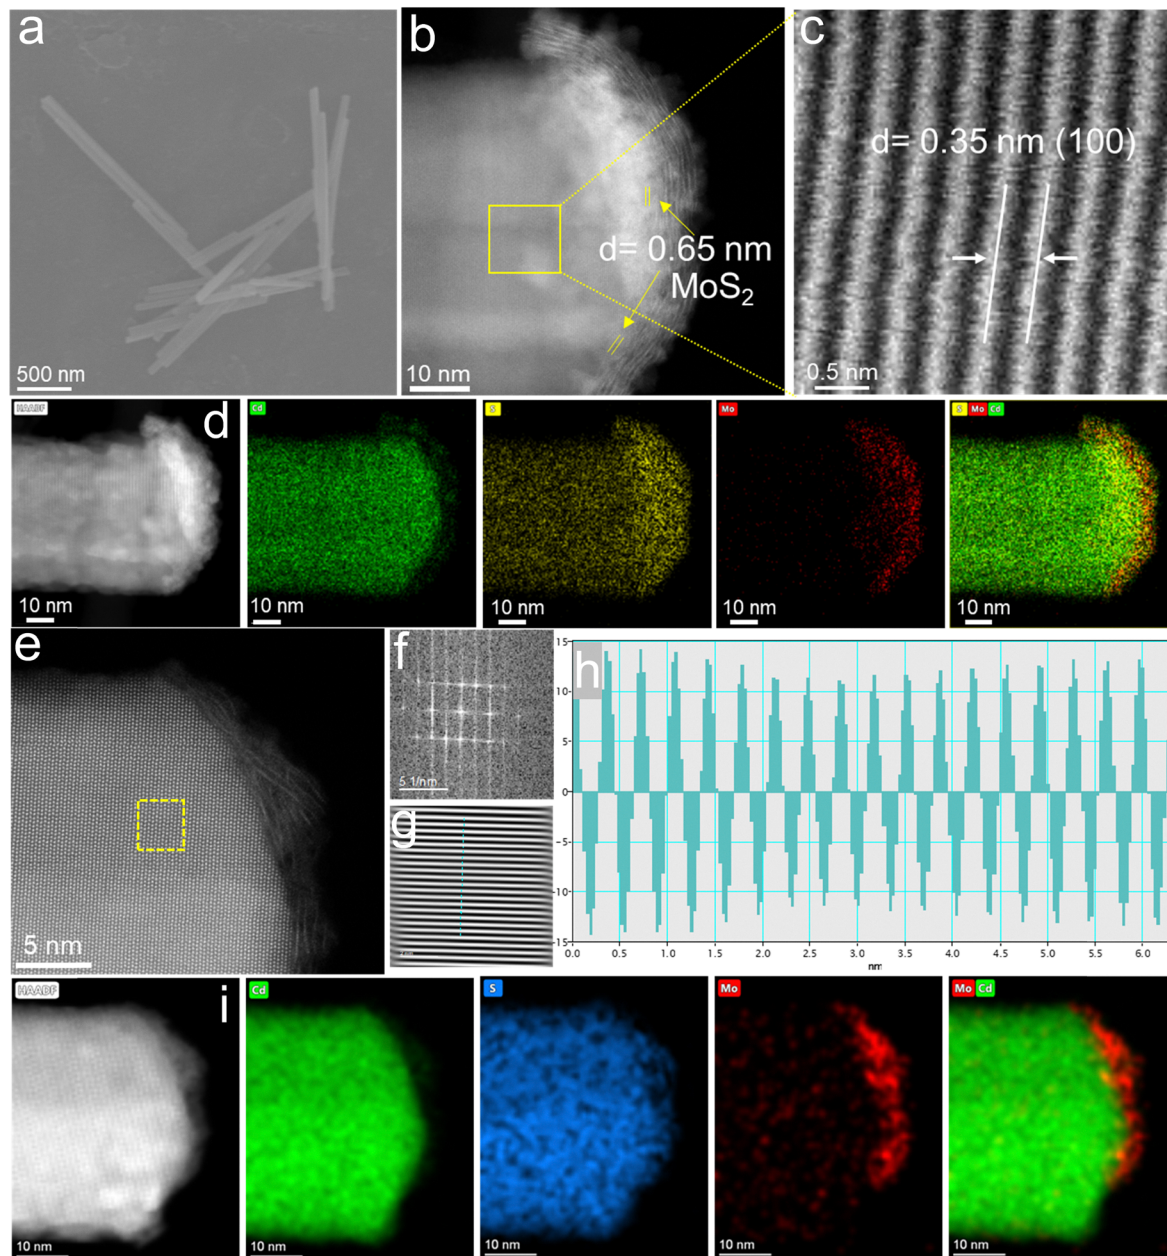 a
500 nm
b
d= 0.65 nm
MoS₂
10 nm
c
d= 0.35 nm (100)
0.5 nm
HAADF
d
10 nm
Cd
10 nm
S
10 nm
Mo
10 nm
S Mo Cd
10 nm
e
5 nm
f
5 1/nm
g
h
15
10
5
0
-5
-10
-15
0.0 0.5 1.0 1.5 2.0 2.5 3.0 3.5 4.0 4.5 5.0 5.5 6.0
nm
HAADF
i
10 nm
Cd
10 nm
S
10 nm
Mo
10 nm
Mo Cd
10 nm